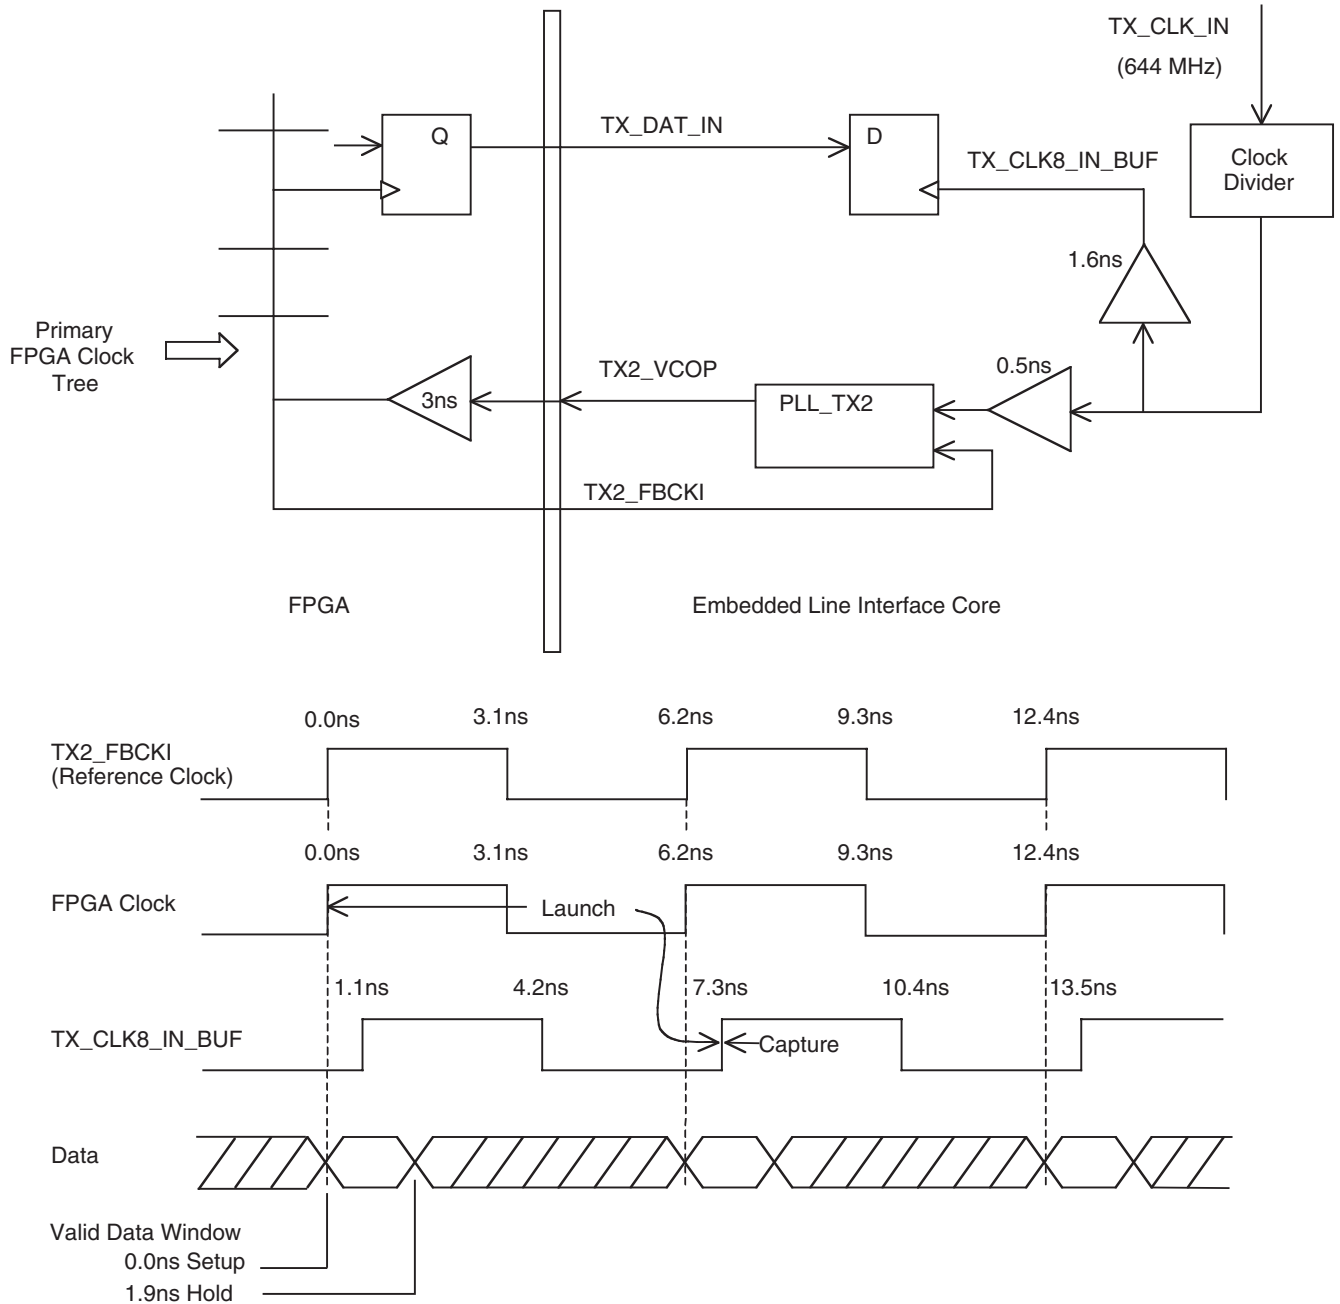 TX_CLK_IN
(644 MHz)
Q
TX_DAT_IN
D
TX_CLK8_IN_BUF
Clock
Divider
1.6ns
Primary
FPGA Clock
Tree
3ns
TX2_VCOP
PLL_TX2
0.5ns
TX2_FBCKI
FPGA
Embedded Line Interface Core
0.0ns
3.1ns
6.2ns
9.3ns
12.4ns
TX2_FBCKI
(Reference Clock)
0.0ns
3.1ns
6.2ns
9.3ns
12.4ns
FPGA Clock
Launch
1.1ns
4.2ns
7.3ns
10.4ns
13.5ns
TX_CLK8_IN_BUF
Capture
Data
Valid Data Window
0.0ns Setup
1.9ns Hold